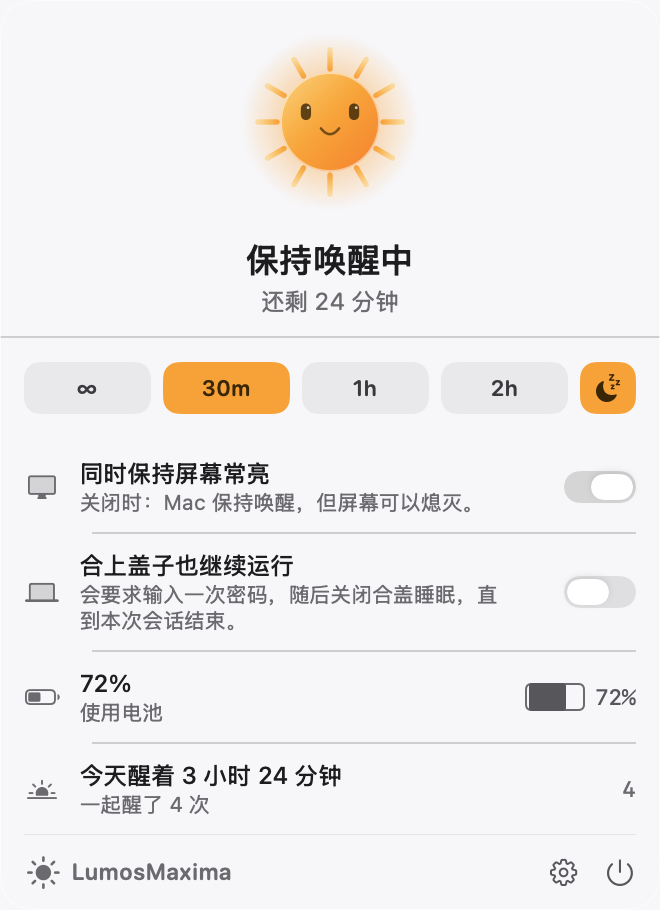 保持唤醒中
还剩 24 分钟
∞
30m
1h
2h
zzz
同时保持屏幕常亮
关闭时：Mac 保持唤醒，但屏幕可以熄灭。
合上盖子也继续运行
会要求输入一次密码，随后关闭合盖睡眠，直
到本次会话结束。
72%
使用电池
72%
今天醒着 3 小时 24 分钟
一起醒了 4 次
4
LumosMaxima